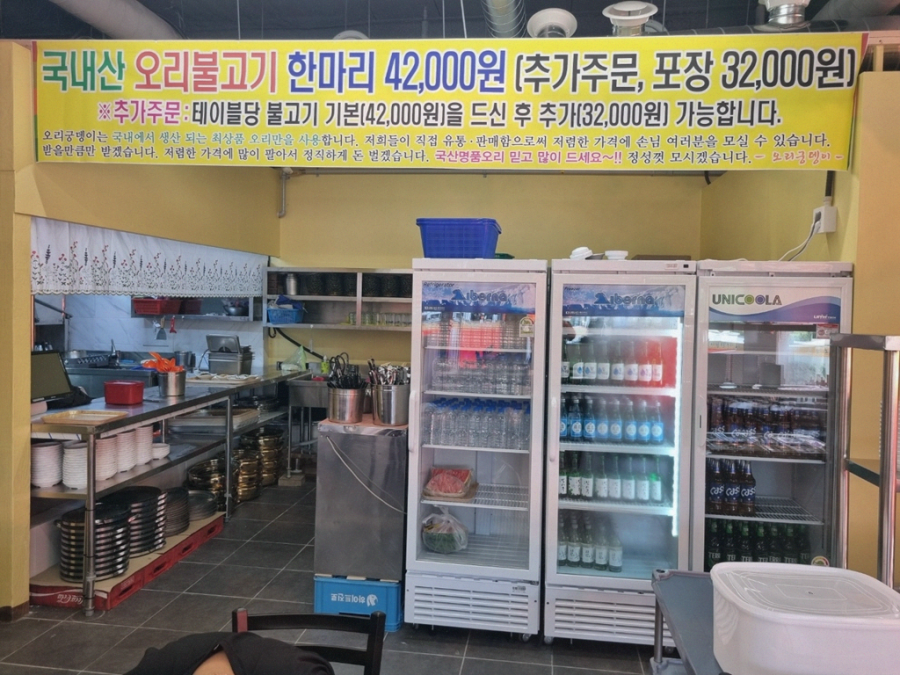 국내산 오리불고기 한마리 42,000원 (추가주문, 포장 32,000원)
※추가주문:테이블당 불고기 기본(42,000원)을 드신 후 추가(32,000원) 가능합니다.
오리궁뎅이는 국내에서 생산 되는 최상품 오리만을 사용합니다. 저희들이 직접 유통·판매함으로써 저렴한 가격에 손님 여러분을 모실 수 있습니다.
받을만큼만 받겠습니다. 저렴한 가격에 많이 팔아서 정직하게 돈 벌겠습니다. 국산명품오리 믿고 많이 드세요~!! 정성껏 모시겠습니다. - 오리궁뎅이 -
UNICOOLA
cass
하이트진로